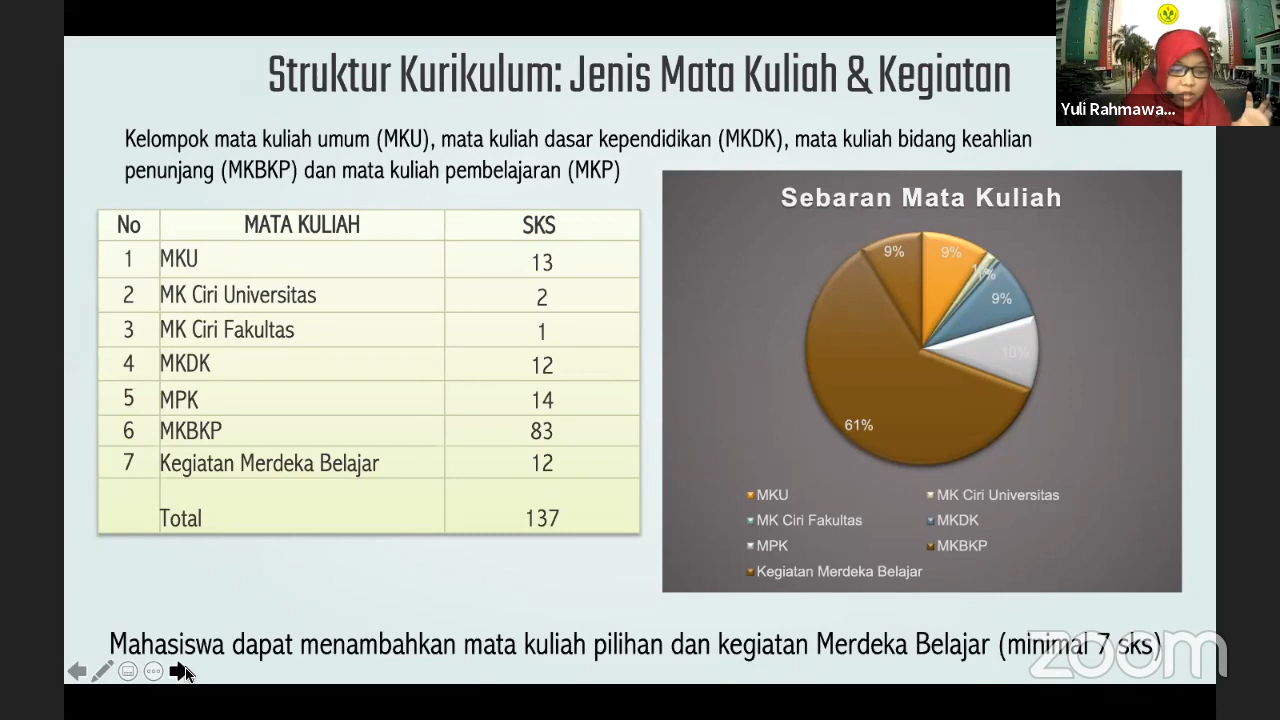 Struktur Kurikulum: Jenis Mata Kuliah & Kegiatan
Yuli Rahmawa...
Kelompok mata kuliah umum (MKU), mata kuliah dasar kependidikan (MKDK), mata kuliah bidang keahlian
penunjang (MKBKP) dan mata kuliah pembelajaran (MKP)
No MATA KULIAH SKS
1 MKU 13
2 MK Ciri Universitas 2
3 MK Ciri Fakultas 1
4 MKDK 12
5 MPK 14
6 MKBKP 83
7 Kegiatan Merdeka Belajar 12
Total 137
Sebaran Mata Kuliah
9% 9%
9%
10%
61%
MKU MK Ciri Universitas
MK Ciri Fakultas MKDK
MPK MKBKP
Kegiatan Merdeka Belajar
Mahasiswa dapat menambahkan mata kuliah pilihan dan kegiatan Merdeka Belajar (minimal 7 sks)
zoom